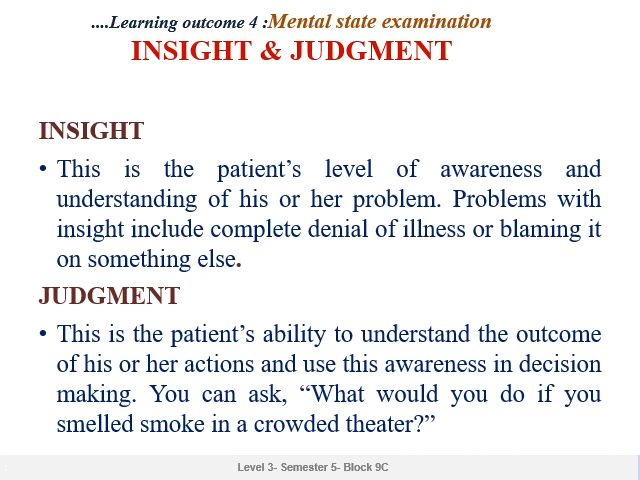 ....Learning outcome 4 :Mental state examination
INSIGHT & JUDGMENT
INSIGHT
• This is the patient’s level of awareness and
understanding of his or her problem. Problems with
insight include complete denial of illness or blaming it
on something else.
JUDGMENT
• This is the patient’s ability to understand the outcome
of his or her actions and use this awareness in decision
making. You can ask, “What would you do if you
smelled smoke in a crowded theater?”
Level 3- Semester 5- Block 9C